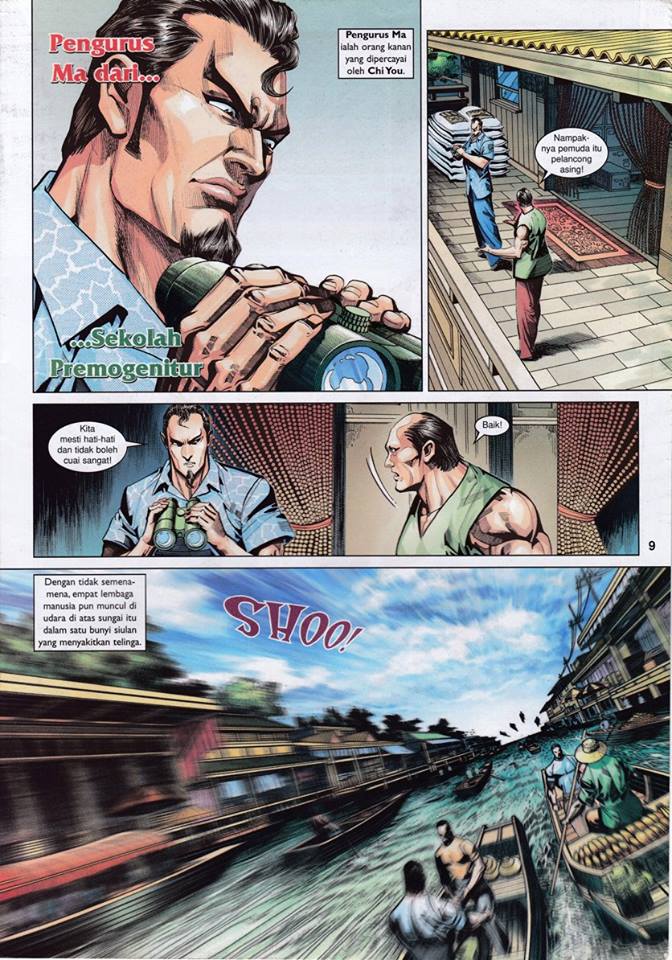 Pengurus
Ma dari...
Pengurus Ma
ialah orang kanan
yang dipercayai
oleh Chi You.
...Sekolah
Premogenitur
Nampak-
nya pemuda itu
pelancong
asing!
Kita
mesti hati-hati
dan tidak boleh
cuai sangat!
Baik!
9
Dengan tidak semena-
mena, empat lembaga
manusia pun muncul di
udara di atas sungai itu
dalam satu bunyi siulan
yang menyakitkan telinga.
SHOO!